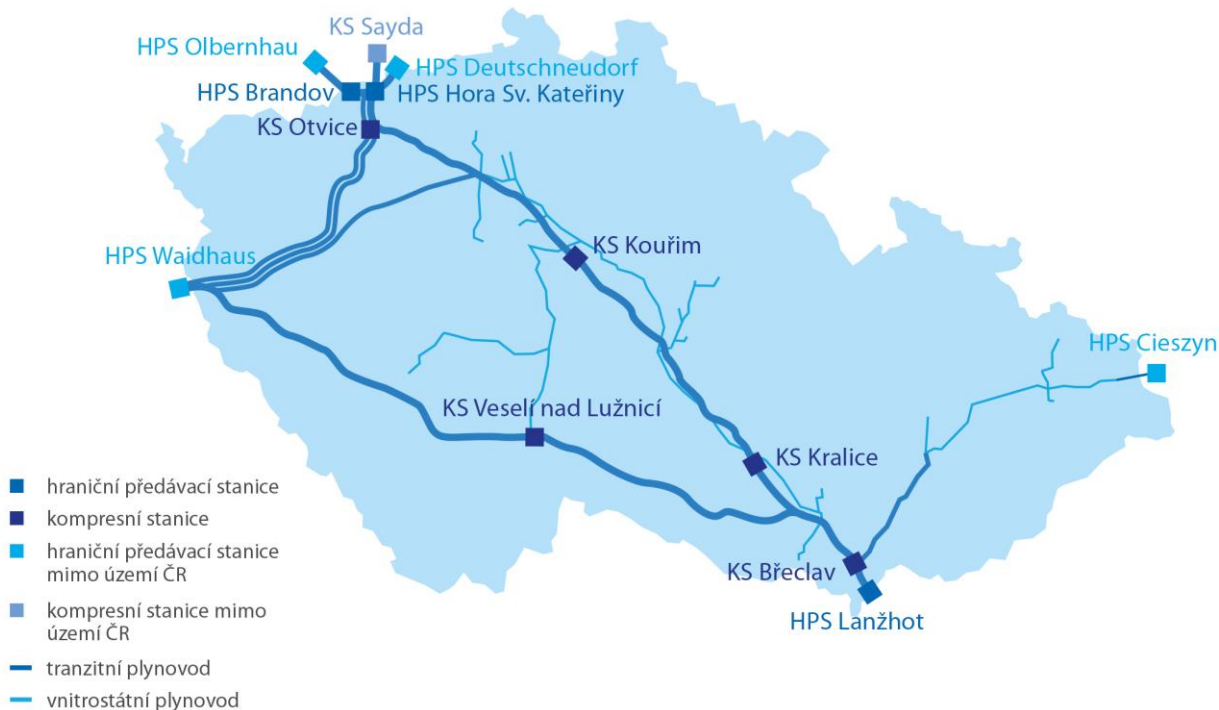 KS Sayda
HPS Olbernhau
HPS Deutschneudorf
HPS Brandov
HPS Hora Sv. Kateřiny
KS Otvice
HPS Waidhaus
KS Kouřim
HPS Cieszyn
KS Veselí nad Lužnicí
KS Kralice
KS Břeclav
HPS Lanžhot
hraniční předávací stanice
kompresní stanice
hraniční předávací stanice
mimo úzení ČR
kompresní stanice mimo
území ČR
tranzitní plynovod
vnitrostátní plynovod